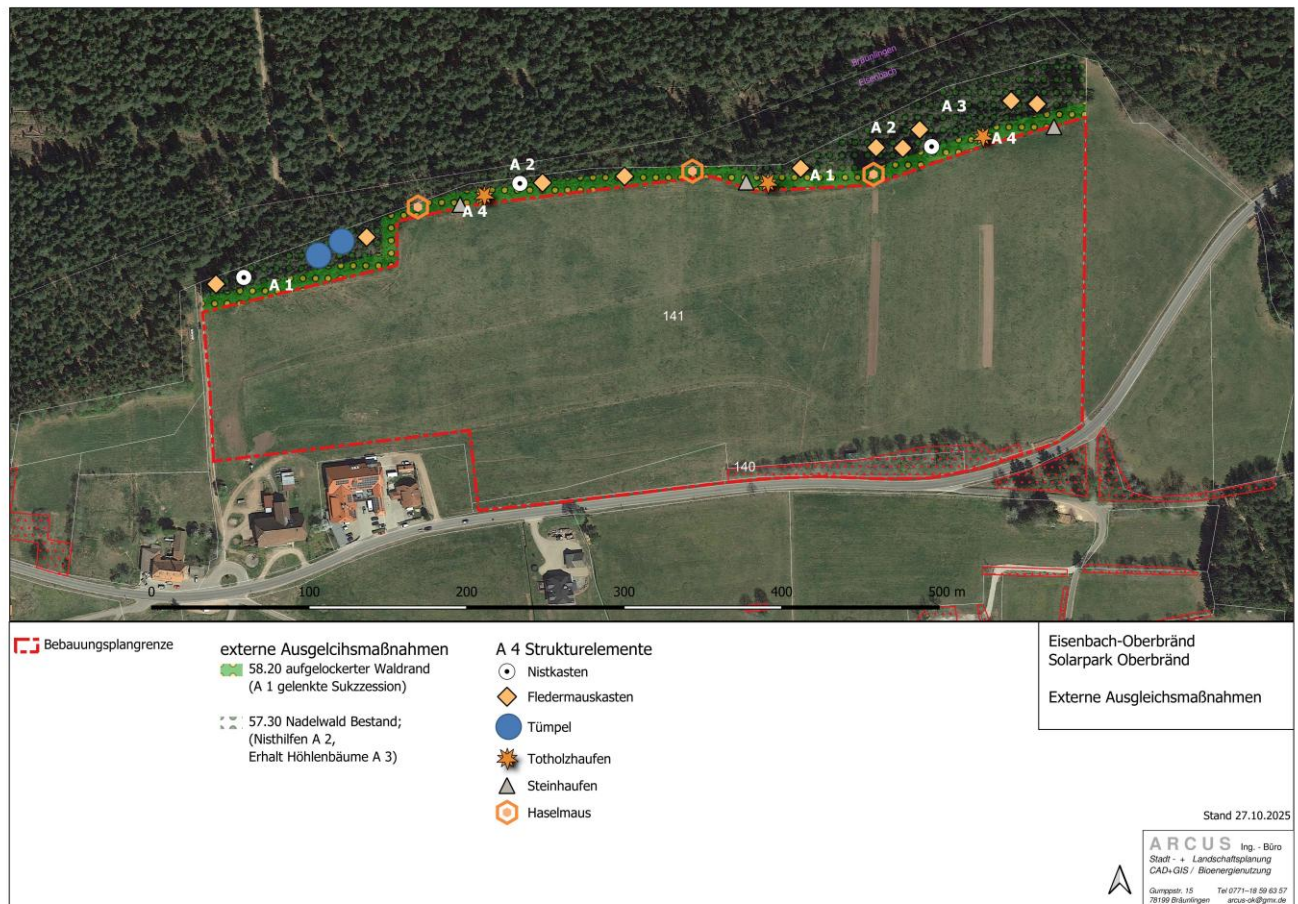 Bräunlingen
Eisenbach
A 3
A 2
A 4
A 2
A 1
A 4
A 1
141
140
0 100 200 300 400 500 m
Bebauungsplangrenze
externe Ausgelcihsmaßnahmen
58.20 aufgelockerter Waldrand
(A 1 gelenkte Sukzzession)
57.30 Nadelwald Bestand;
(Nisthilfen A 2,
Erhalt Höhlenbäume A 3)
A 4 Strukturelemente
Nistkasten
Fledermauskasten
Tümpel
Totholzhaufen
Steinhaufen
Haselmaus
Eisenbach-Oberbränd
Solarpark Oberbränd
Externe Ausgleichsmaßnahmen
Stand 27.10.2025
ARCUS Ing. - Büro
Stadt - + Landschaftsplanung
CAD+GIS / Bioenergienutzung
Gumppstr. 15 Tel 0771-18 59 63 57
78199 Bräunlingen arcus-ok@gmx.de